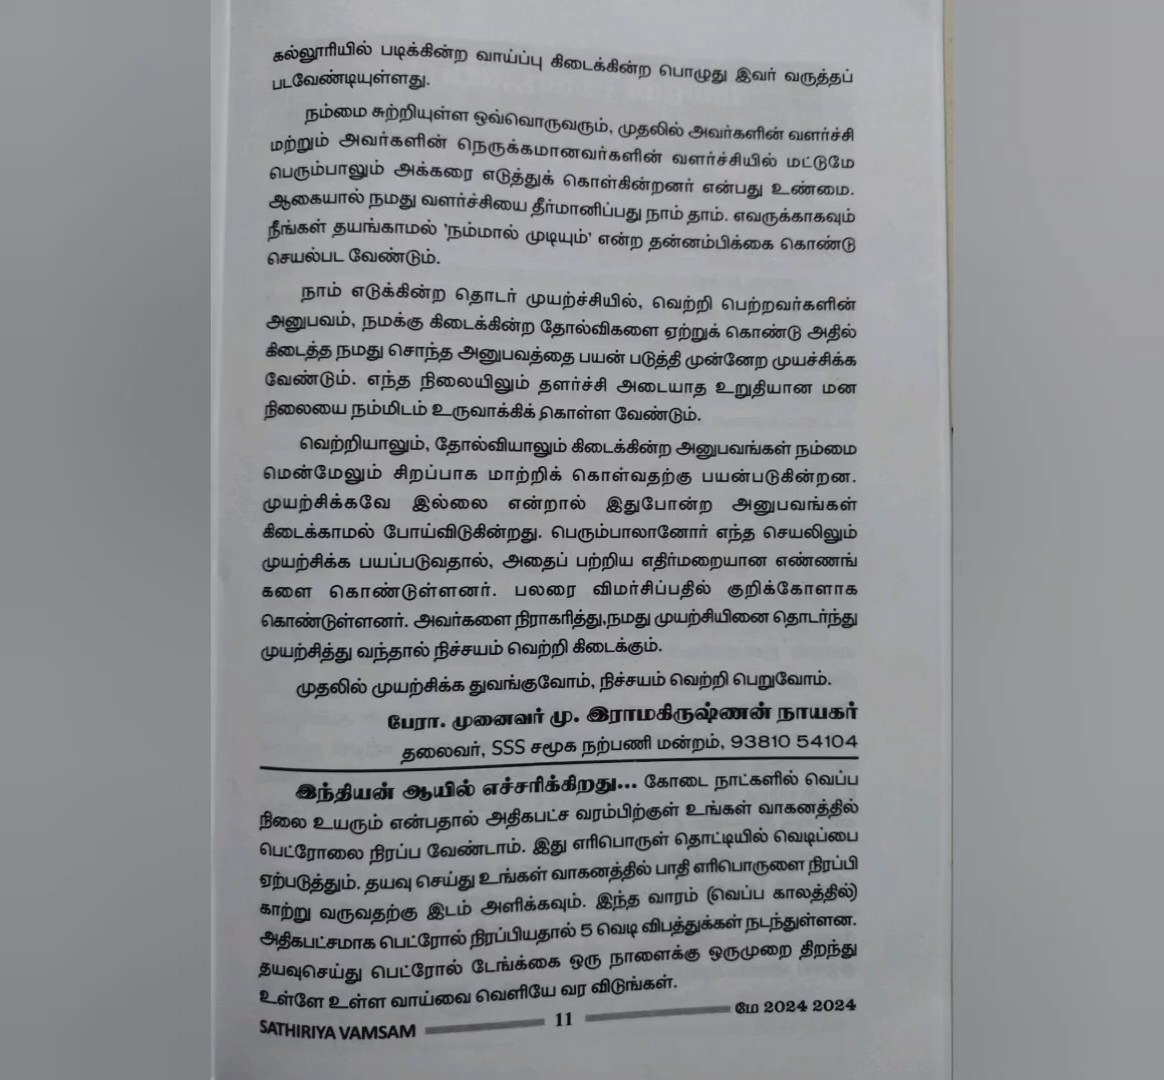 கல்லூரியில் படிக்கின்ற வாய்ப்பு கிடைக்கின்ற பொழுது இவர் வருத்தப்
படவேண்டியுள்ளது.
நம்மை சுற்றியுள்ள ஒவ்வொருவரும், முதலில் அவர்களின் வளர்ச்சி
மற்றும் அவர்களின் நெருக்கமானவர்களின் வளர்ச்சியில் மட்டுமே
பெரும்பாலும் அக்கரை எடுத்துக் கொள்கின்றனர் என்பது உண்மை.
ஆகையால் நமது வளர்ச்சியை தீர்மானிப்பது நாம் தாம். எவருக்காகவும்
நீங்கள் தயங்காமல் 'நம்மால் முடியும்' என்ற தன்னம்பிக்கை கொண்டு
செயல்பட வேண்டும்.
நாம் எடுக்கின்ற தொடர் முயற்ச்சியில், வெற்றி பெற்றவர்களின்
அனுபவம், நமக்கு கிடைக்கின்ற தோல்விகளை ஏற்றுக் கொண்டு அதில்
கிடைத்த நமது சொந்த அனுபவத்தை பயன் படுத்தி முன்னேற முயச்சிக்க
வேண்டும். எந்த நிலையிலும் தளர்ச்சி அடையாத உறுதியான மன
நிலையை நம்மிடம் உருவாக்கிக் கொள்ள வேண்டும்.
வெற்றியாலும், தோல்வியாலும் கிடைக்கின்ற அனுபவங்கள் நம்மை
மென்மேலும் சிறப்பாக மாற்றிக் கொள்வதற்கு பயன்படுகின்றன.
முயற்சிக்கவே இல்லை என்றால் இதுபோன்ற அனுபவங்கள்
கிடைக்காமல் போய்விடுகின்றது. பெரும்பாலானோர் எந்த செயலிலும்
முயற்சிக்க பயப்படுவதால், அதைப் பற்றிய எதிர்மறையான எண்ணங்
களை கொண்டுள்ளனர். பலரை விமர்சிப்பதில் குறிக்கோளாக
கொண்டுள்ளனர். அவர்களை நிராகரித்து,நமது முயற்சியினை தொடர்ந்து
முயற்சித்து வந்தால் நிச்சயம் வெற்றி கிடைக்கும்.
முதலில் முயற்சிக்க துவங்குவோம், நிச்சயம் வெற்றி பெறுவோம்.
பேரா. முனைவர் மு. இராமகிருஷ்ணன் நாயகர்
தலைவர், SSS சமூக நற்பணி மன்றம், 93810 54104
இந்தியன் ஆயில் எச்சரிக்கிறது... கோடை நாட்களில் வெப்ப
நிலை உயரும் என்பதால் அதிகபட்ச வரம்பிற்குள் உங்கள் வாகனத்தில்
பெட்ரோலை நிரப்ப வேண்டாம். இது எரிபொருள் தொட்டியில் வெடிப்பை
ஏற்படுத்தும். தயவு செய்து உங்கள் வாகனத்தில் பாதி எரிபொருளை நிரப்பி
காற்று வருவதற்கு இடம் அளிக்கவும். இந்த வாரம் (வெப்ப காலத்தில்)
அதிகபட்சமாக பெட்ரோல் நிரப்பியதால் 5 வெடி விபத்துக்கள் நடந்துள்ளன.
தயவுசெய்து பெட்ரோல் டேங்க்கை ஒரு நாளைக்கு ஒருமுறை திறந்து
உள்ளே உள்ள வாய்வை வெளியே வர விடுங்கள்.
SATHIRIYA VAMSAM 11 மே 2024 2024